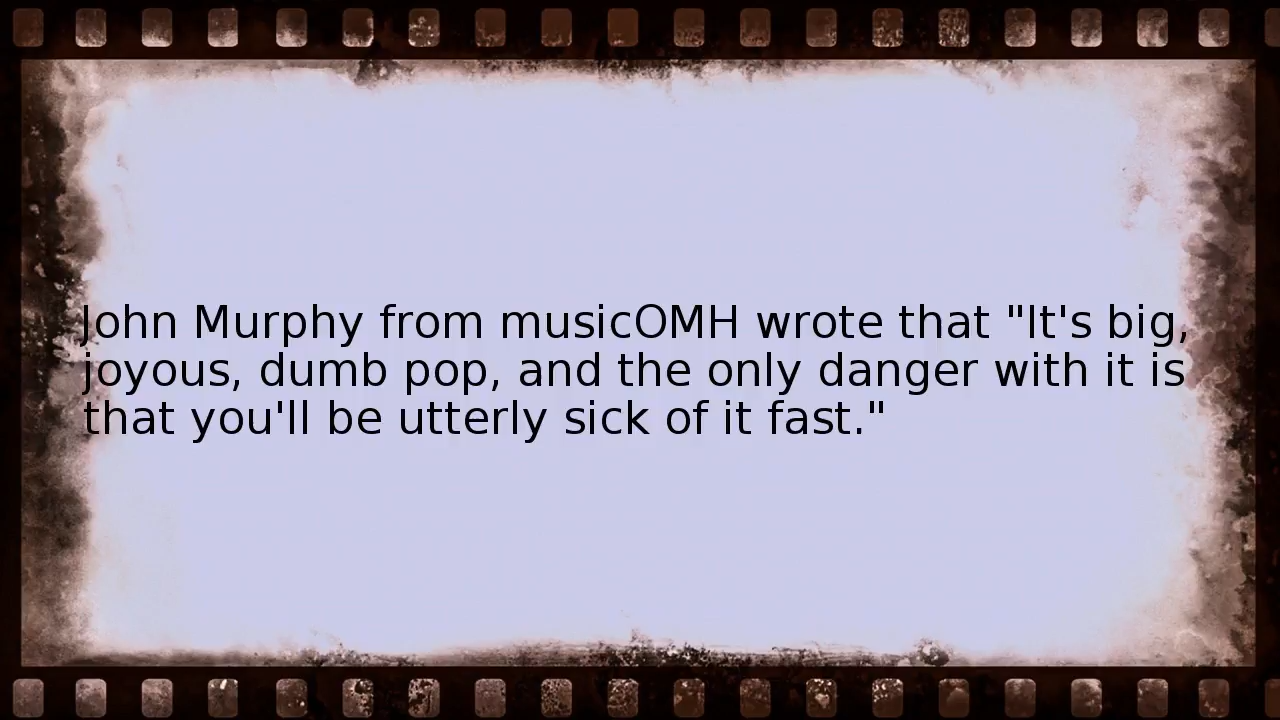 John Murphy from musicOMH wrote that "It's big,
joyous, dumb pop, and the only danger with it is
that you'll be utterly sick of it fast."